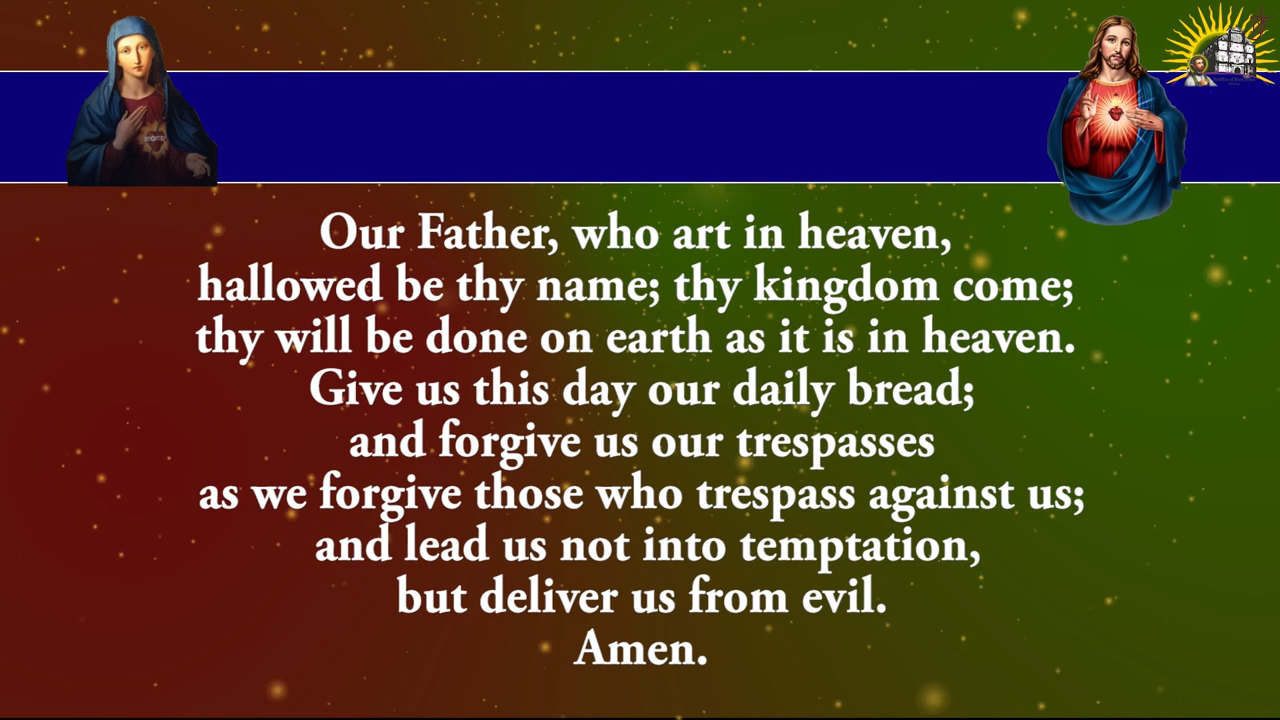 Our Father, who art in heaven,
hallowed be thy name; thy kingdom come;
thy will be done on earth as it is in heaven.
Give us this day our daily bread;
and forgive us our trespasses
as we forgive those who trespass against us;
and lead us not into temptation,
but deliver us from evil.
Amen.